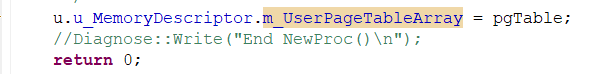 u.u_MemoryDescriptor.m_UserPageTableArray = pgTable;
//Diagnose::Write("End NewProc()\n");
return 0;